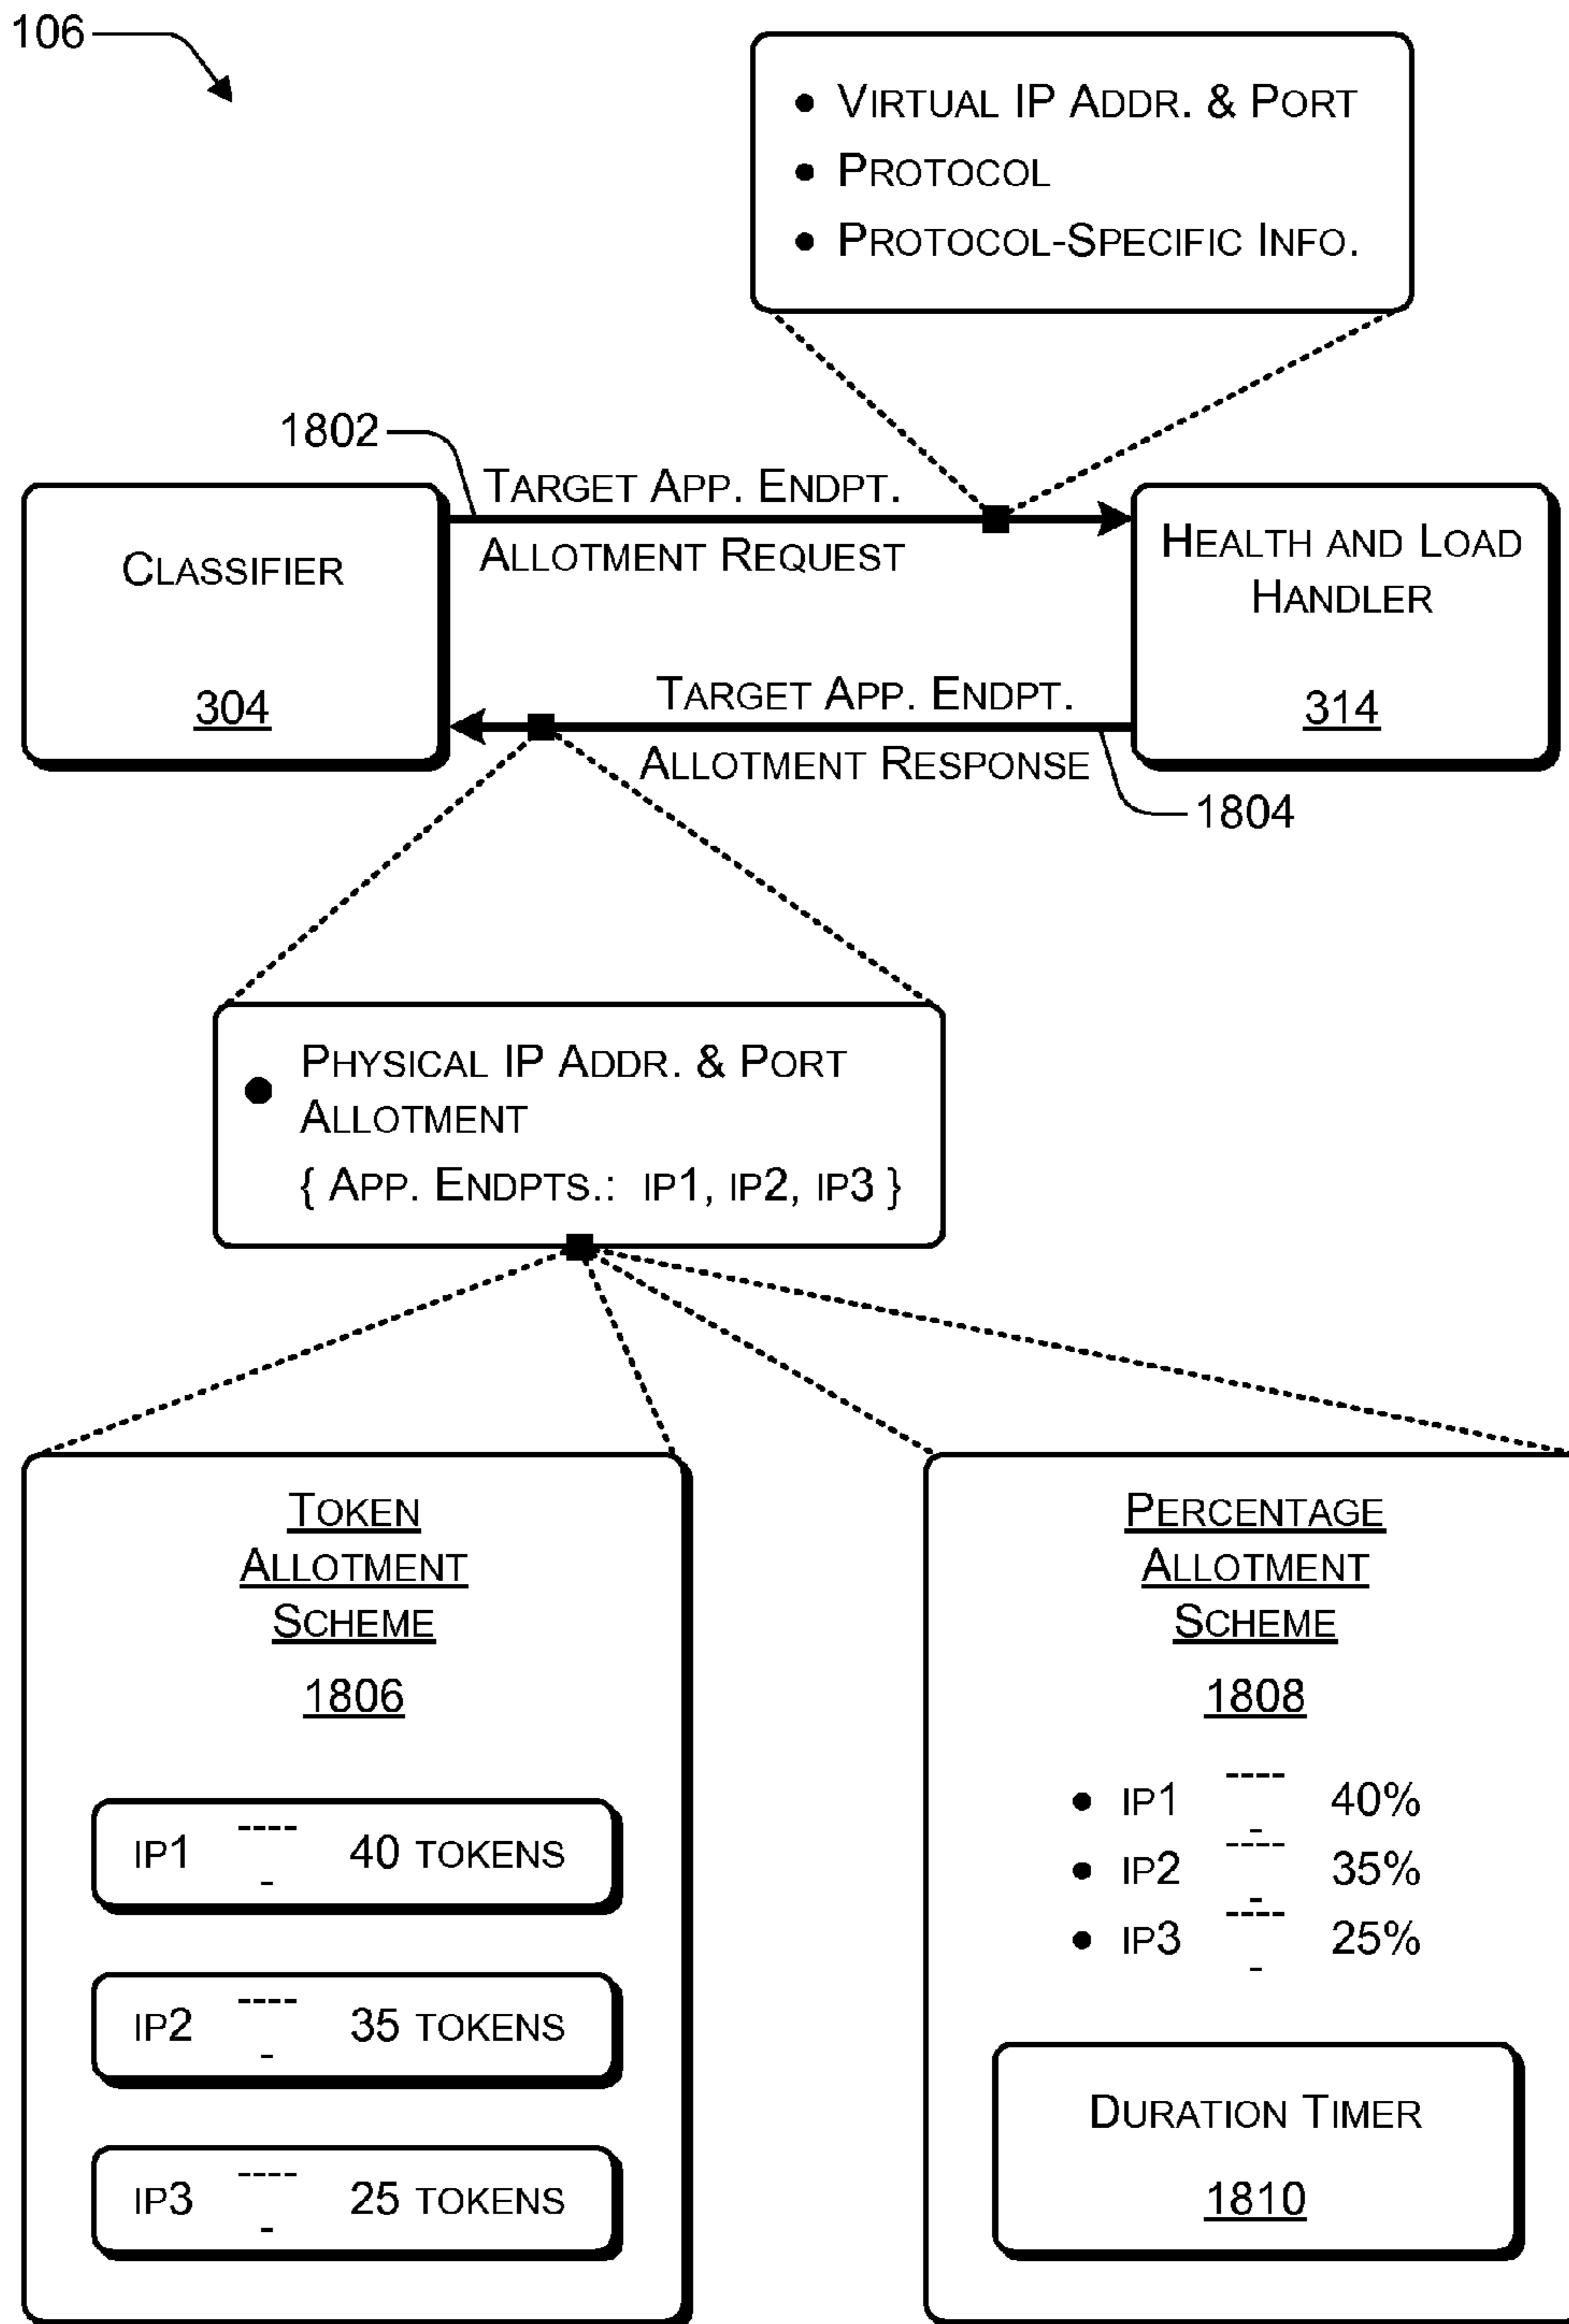 106
• VIRTUAL IP ADDR. & PORT
• PROTOCOL
• PROTOCOL-SPECIFIC INFO.
1802
TARGET APP. ENDPT.
ALLOTMENT REQUEST
CLASSIFIER
304
HEALTH AND LOAD
HANDLER
314
TARGET APP. ENDPT.
ALLOTMENT RESPONSE
1804
• PHYSICAL IP ADDR. & PORT
ALLOTMENT
{ APP. ENDPTS.: IP1, IP2, IP3 }
TOKEN
ALLOTMENT
SCHEME
1806
IP1 ----- 40 TOKENS
IP2 ----- 35 TOKENS
IP3 ----- 25 TOKENS
PERCENTAGE
ALLOTMENT
SCHEME
1808
• IP1 ----- 40%
• IP2 ----- 35%
• IP3 ----- 25%
DURATION TIMER
1810